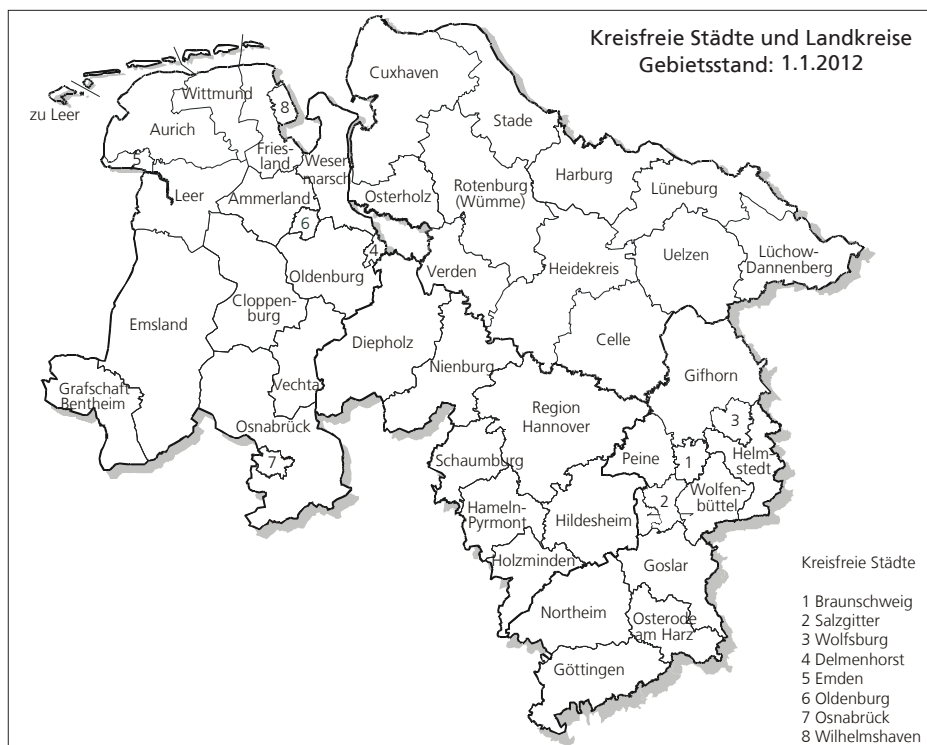 Kreisfreie Städte und Landkreise
Gebietsstand: 1.1.2012
zu Leer
Wittmund
Aurich
8
Fries-
land
5
Leer
Weser-
marsch
Ammerland
6
Cuxhaven
Stade
Osterholz
Rotenburg
(Wümme)
Harburg
Lüneburg
4
Oldenburg
Verden
Heidekreis
Uelzen
Lüchow-
Dannenberg
Emsland
Cloppen-
burg
Diepholz
Celle
Nienburg
Gifhorn
Vechta
Grafschaft
Bentheim
Osnabrück
7
Region
Hannover
3
Schaumburg
Peine
1
Helm-
stedt
2
Wolfen-
büttel
Hameln-
Pyrmont
Hildesheim
Holzminden
Goslar
Northeim
Osterode
am Harz
Göttingen
Kreisfreie Städte
1 Braunschweig
2 Salzgitter
3 Wolfsburg
4 Delmenhorst
5 Emden
6 Oldenburg
7 Osnabrück
8 Wilhelmshaven